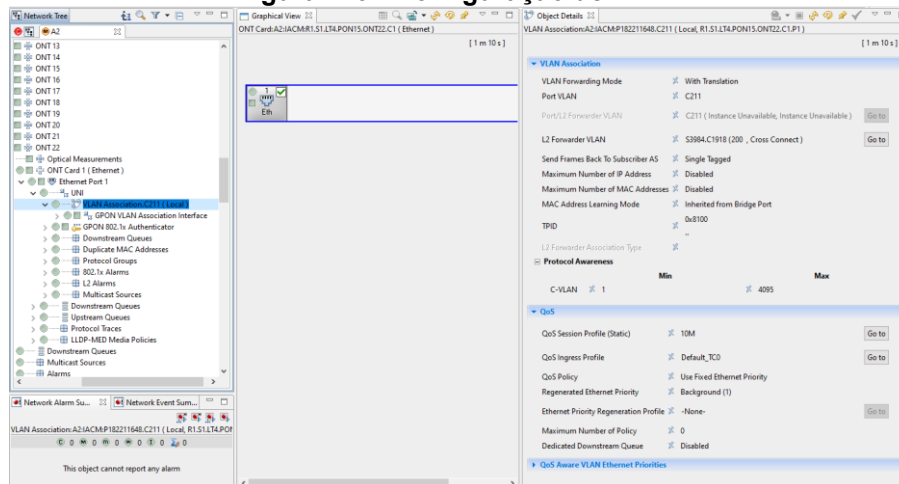 Network Tree
A2
ONT 13
ONT 14
ONT 15
ONT 16
ONT 17
ONT 18
ONT 19
ONT 20
ONT 21
ONT 22
Optical Measurements
ONT Card 1 ( Ethernet )
Ethernet Port 1
UNI
VLAN Association:C211 ( Local )
GPON VLAN Association Interface
GPON 802.1x Authenticator
Downstream Queues
Duplicate MAC Addresses
Protocol Groups
802.1x Alarms
L2 Alarms
Multicast Sources
Downstream Queues
Upstream Queues
Protocol Traces
LLDP-MED Media Policies
Downstream Queues
Multicast Sources
Alarms
Network Alarm Su...
Network Event Sum...
VLAN Association:A2:IACM:P182211648.C211 ( Local, R1.S1.LT4.PON
C 0 M 0 m 0 W 0 I 0 Σ 0
This object cannot report any alarm
Graphical View
ONT Card:A2:IACM:R1.S1.LT4.PON15.ONT22.C1 ( Ethernet )
[ 1 m 10 s ]
1
Eth
Object Details
VLAN Association:A2:IACM:P182211648.C211 ( Local, R1.S1.LT4.PON15.ONT22.C1.P1 )
[ 1 m 10 s ]
VLAN Association
VLAN Forwarding Mode With Translation
Port VLAN C211
Port/L2 Forwarder VLAN C211 ( Instance Unavailable, Instance Unavailable ) Go to
L2 Forwarder VLAN S3984.C1918 (200 , Cross Connect ) Go to
Send Frames Back To Subscriber AS Single Tagged
Maximum Number of IP Address Disabled
Maximum Number of MAC Addresses Disabled
MAC Address Learning Mode Inherited from Bridge Port
TPID 0x8100
..
L2 Forwarder Association Type
Protocol Awareness
Min Max
C-VLAN 1 4095
QoS
QoS Session Profile (Static) 10M Go to
QoS Ingress Profile Default_TC0 Go to
QoS Policy Use Fixed Ethernet Priority
Regenerated Ethernet Priority Background (1)
Ethernet Priority Regeneration Profile -None- Go to
Maximum Number of Policy 0
Dedicated Downstream Queue Disabled
QoS Aware VLAN Ethernet Priorities